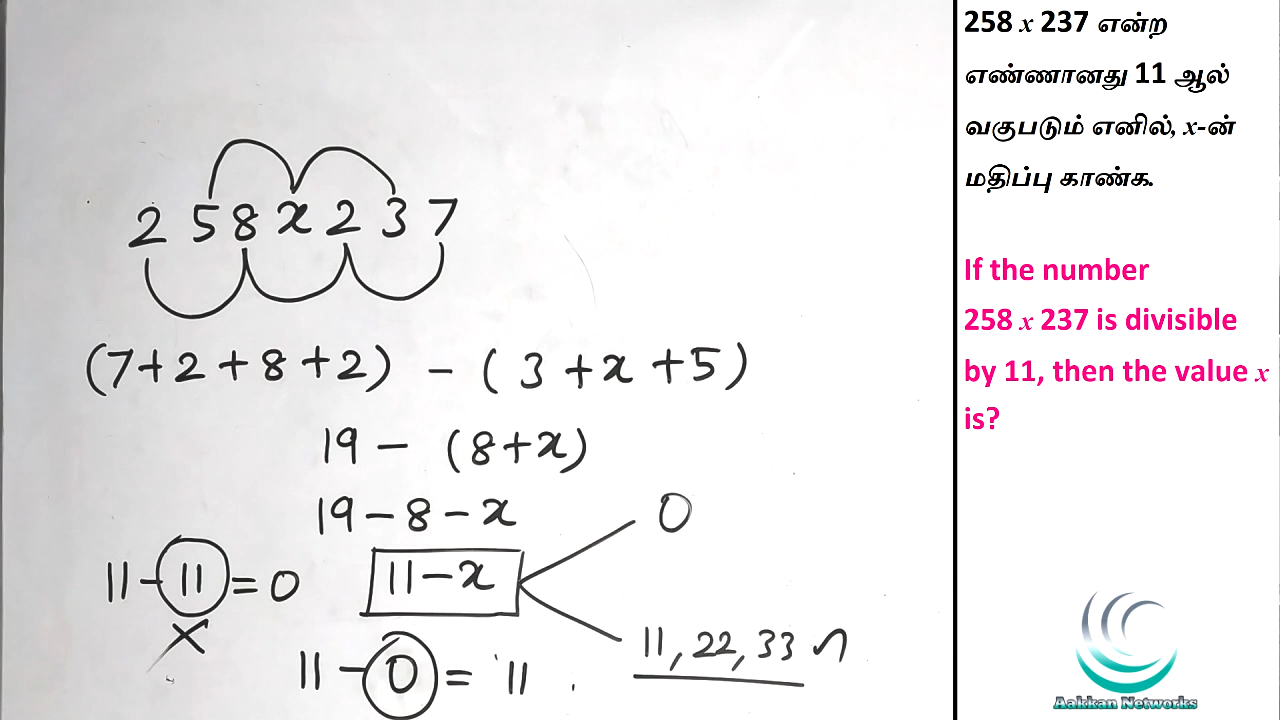 2 5 8 x 2 3 7
(7+2+8+2) - (3+x+5)
19 - (8+x)
19-8-x
0
11-11=0
11-x
x
11, 22, 33
11-0= 11
258 x 237 என்ற
எண்ணானது 11 ஆல்
வகுபடும் எனில், x-ன்
மதிப்பு காண்க.
If the number
258 x 237 is divisible
by 11, then the value x
is?
Aakkan Networks